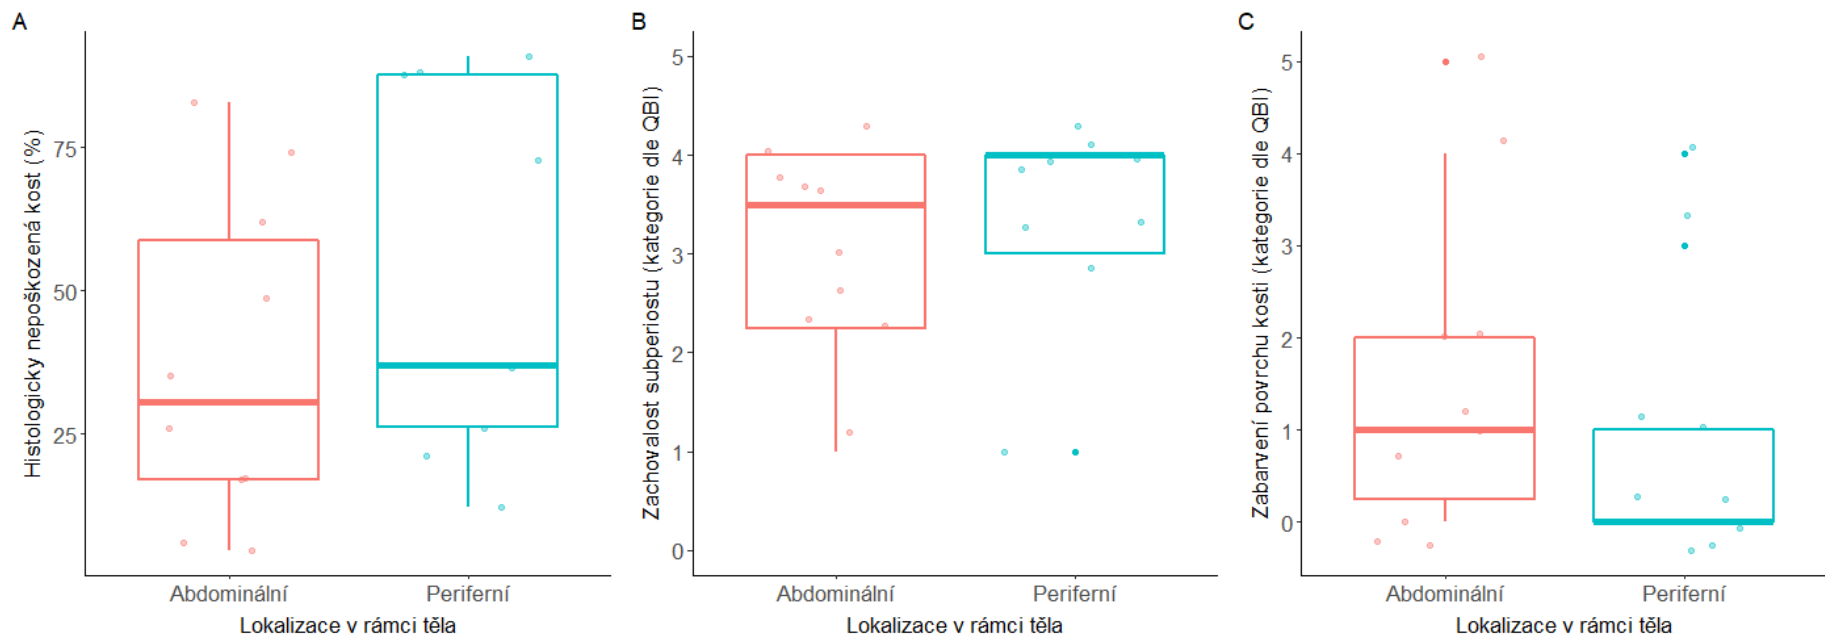 A
Histologicky nepoškozená kost (%)
75
50
25
Abdominální Periferní
Lokalizace v rámci těla
B
Zachovalost subperiostu (kategorie dle QBI)
5
4
3
2
1
0
Abdominální Periferní
Lokalizace v rámci těla
C
Zabarvení povrchu kosti (kategorie dle QBI)
5
4
3
2
1
0
Abdominální Periferní
Lokalizace v rámci těla